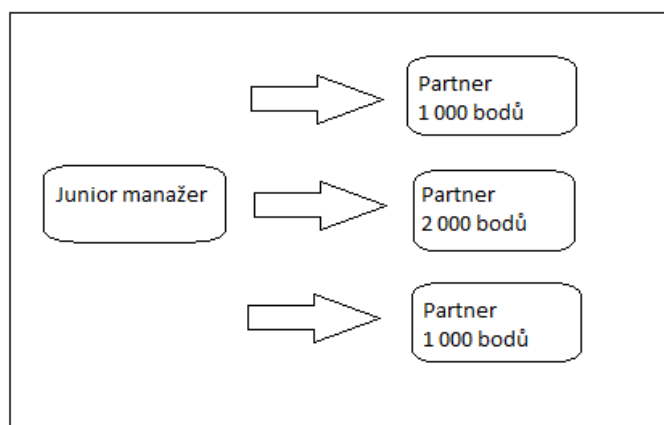 Partner
1 000 bodů
Junior manažer
Partner
2 000 bodů
Partner
1 000 bodů